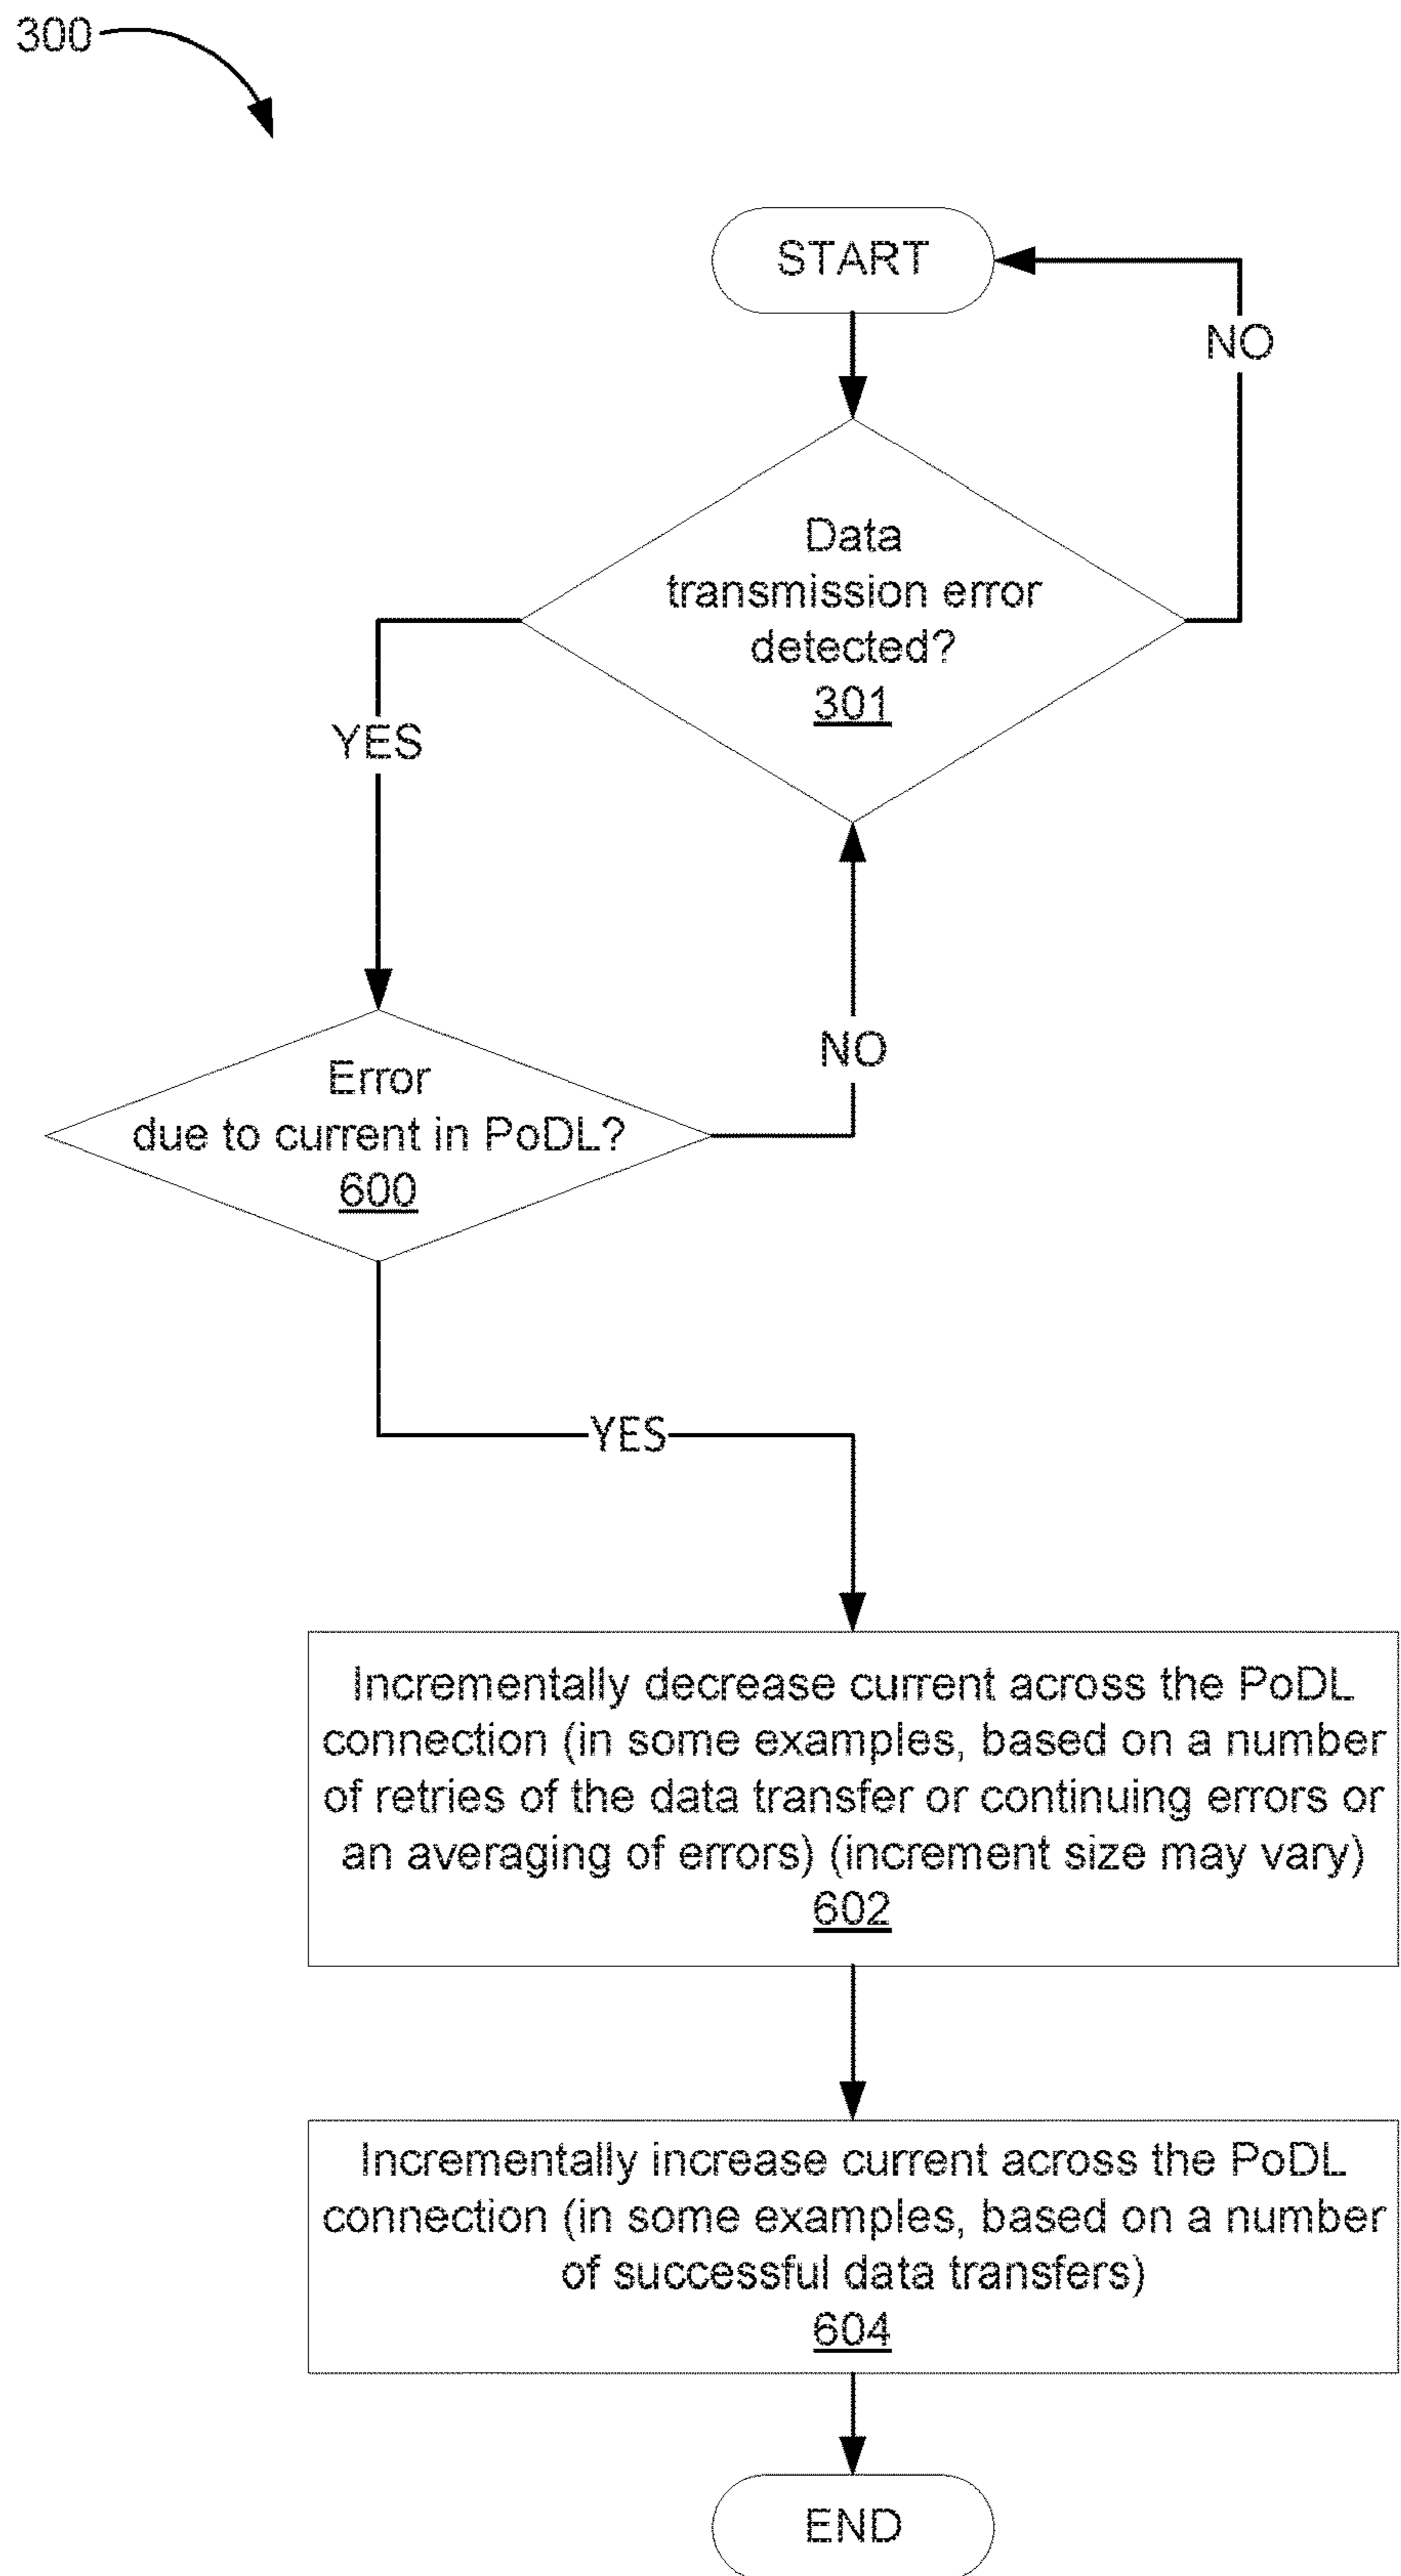 300
START
NO
Data
transmission error
detected?
301
YES
NO
Error
due to current in PoDL?
600
YES
Incrementally decrease current across the PoDL
connection (in some examples, based on a number
of retries of the data transfer or continuing errors or
an averaging of errors) (increment size may vary)
602
Incrementally increase current across the PoDL
connection (in some examples, based on a number
of successful data transfers)
604
END